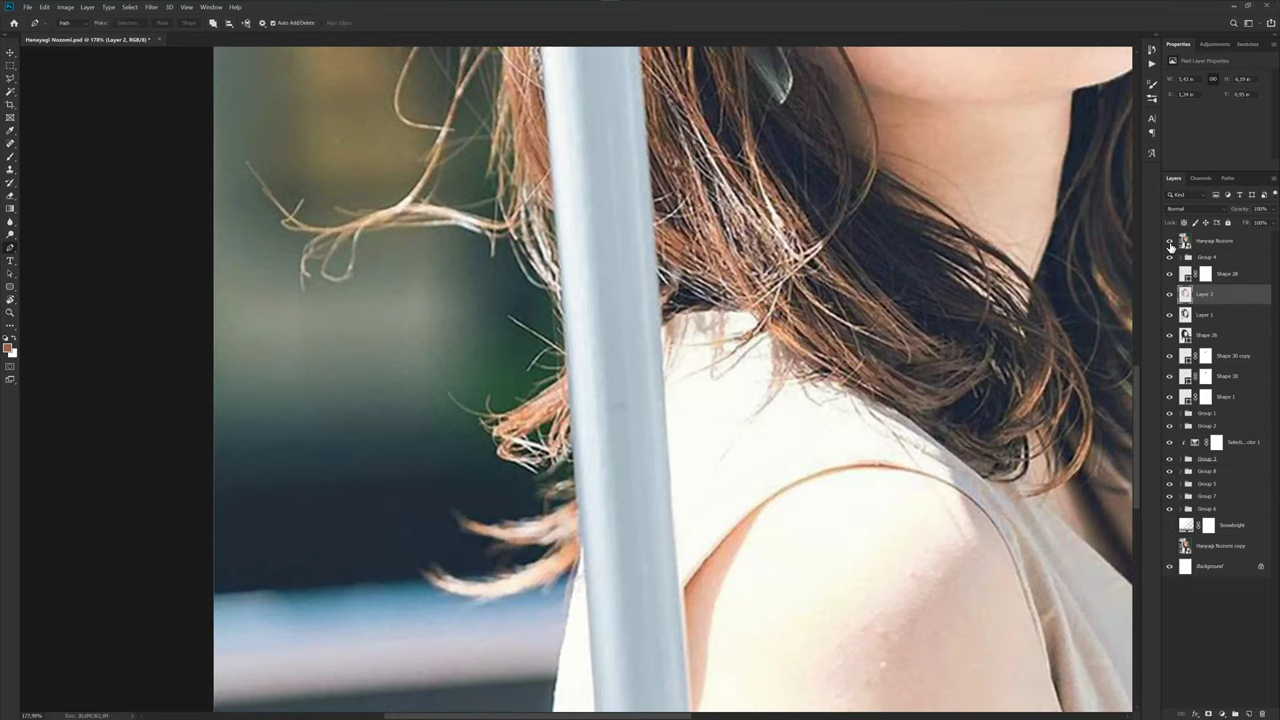 File Edit Image Layer Type Select Filter 3D View Window Help
Path Make: Selection... Mask Shape Auto Add/Delete Align Edges
Hanayagi Nozomi.psd @ 178% (Layer 2, RGB/8) *
Properties Adjustments Swatches
Pixel Layer Properties
W: 5,43 in H: 6,19 in
X: 1,34 in Y: 0,95 in
Layers Channels Paths
Kind
Normal Opacity: 100%
Lock: Fill: 100%
Hanyagi Nozomi
Group 4
Shape 28
Layer 2
Layer 1
Shape 26
Shape 30 copy
Shape 30
Shape 1
Group 1
Group 2
Selecti...olor 1
Group 3
Group 8
Group 5
Group 7
Group 6
Snowbright
Hanyagi Nozomi copy
Background
177,99%